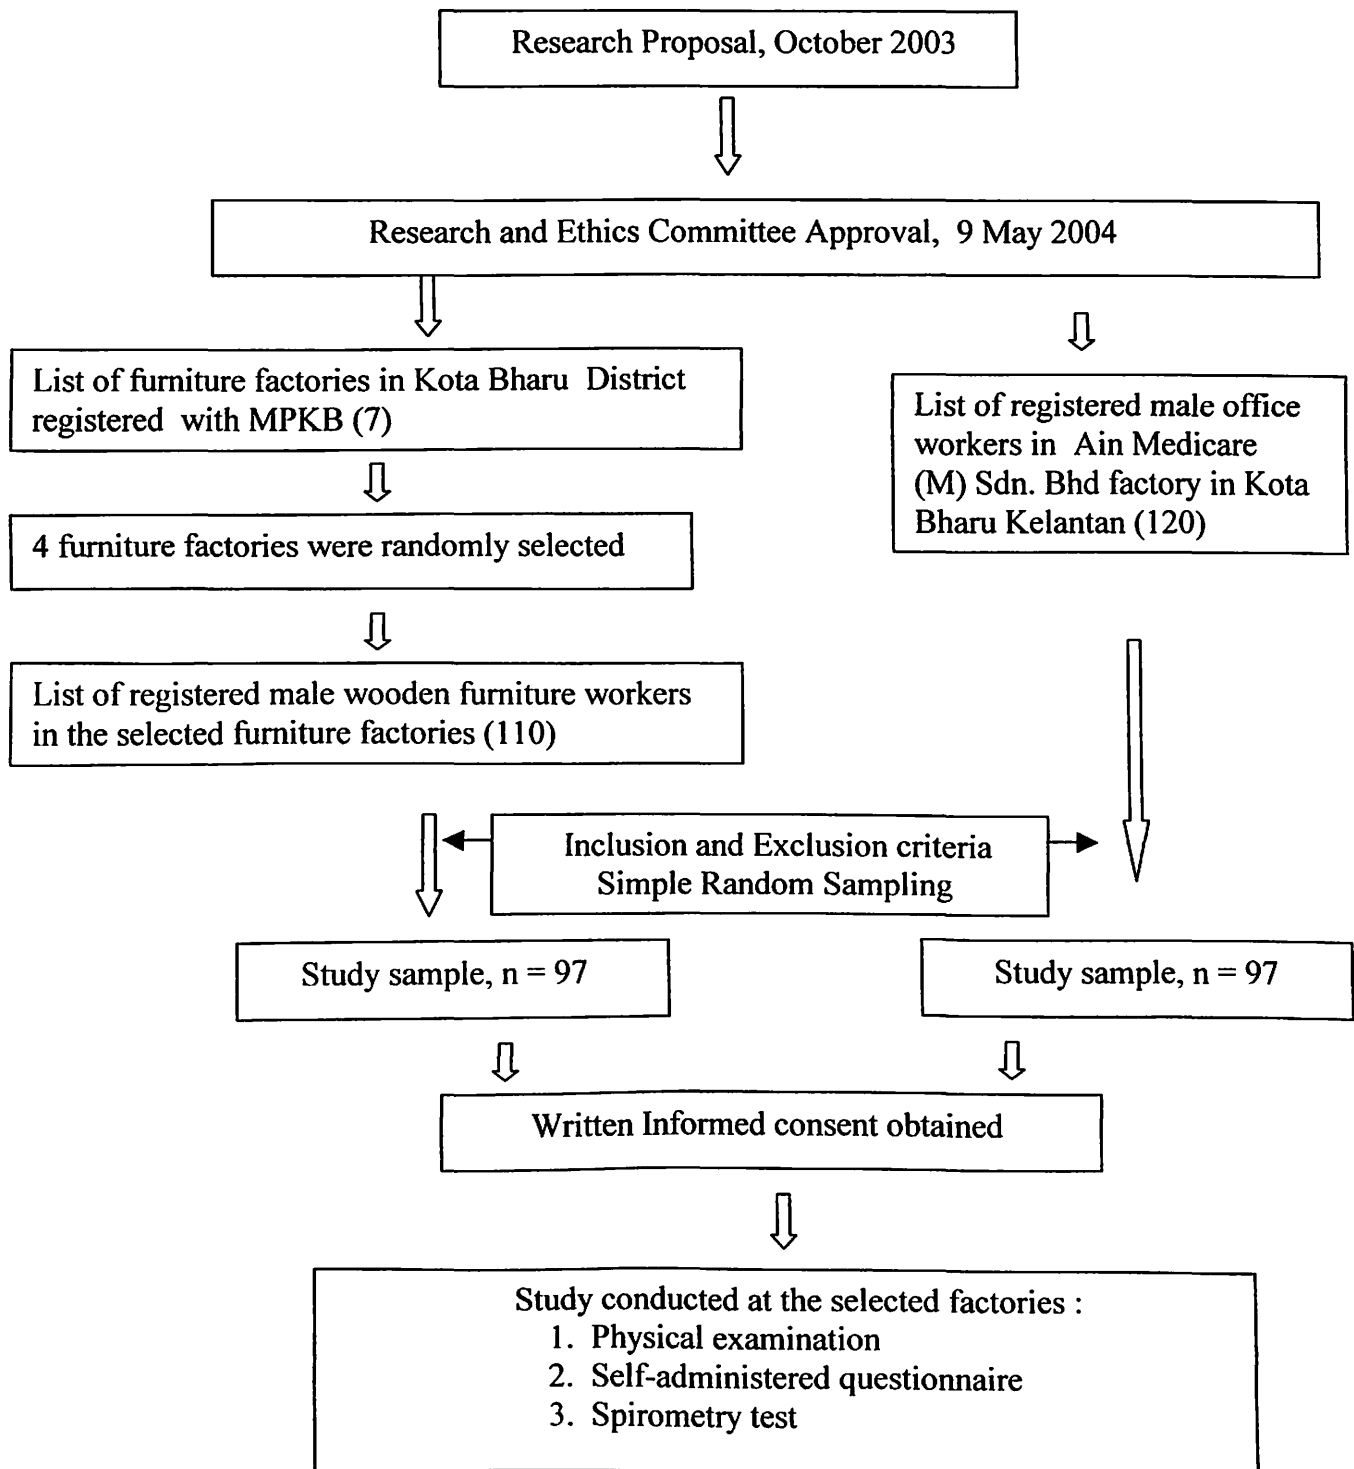 Research Proposal, October 2003
Research and Ethics Committee Approval, 9 May 2004
List of furniture factories in Kota Bharu District
registered with MPKB (7)
4 furniture factories were randomly selected
List of registered male wooden furniture workers
in the selected furniture factories (110)
List of registered male office
workers in Ain Medicare
(M) Sdn. Bhd factory in Kota
Bharu Kelantan (120)
Inclusion and Exclusion criteria
Simple Random Sampling
Study sample, n = 97
Study sample, n = 97
Written Informed consent obtained
Study conducted at the selected factories :
1. Physical examination
2. Self-administered questionnaire
3. Spirometry test